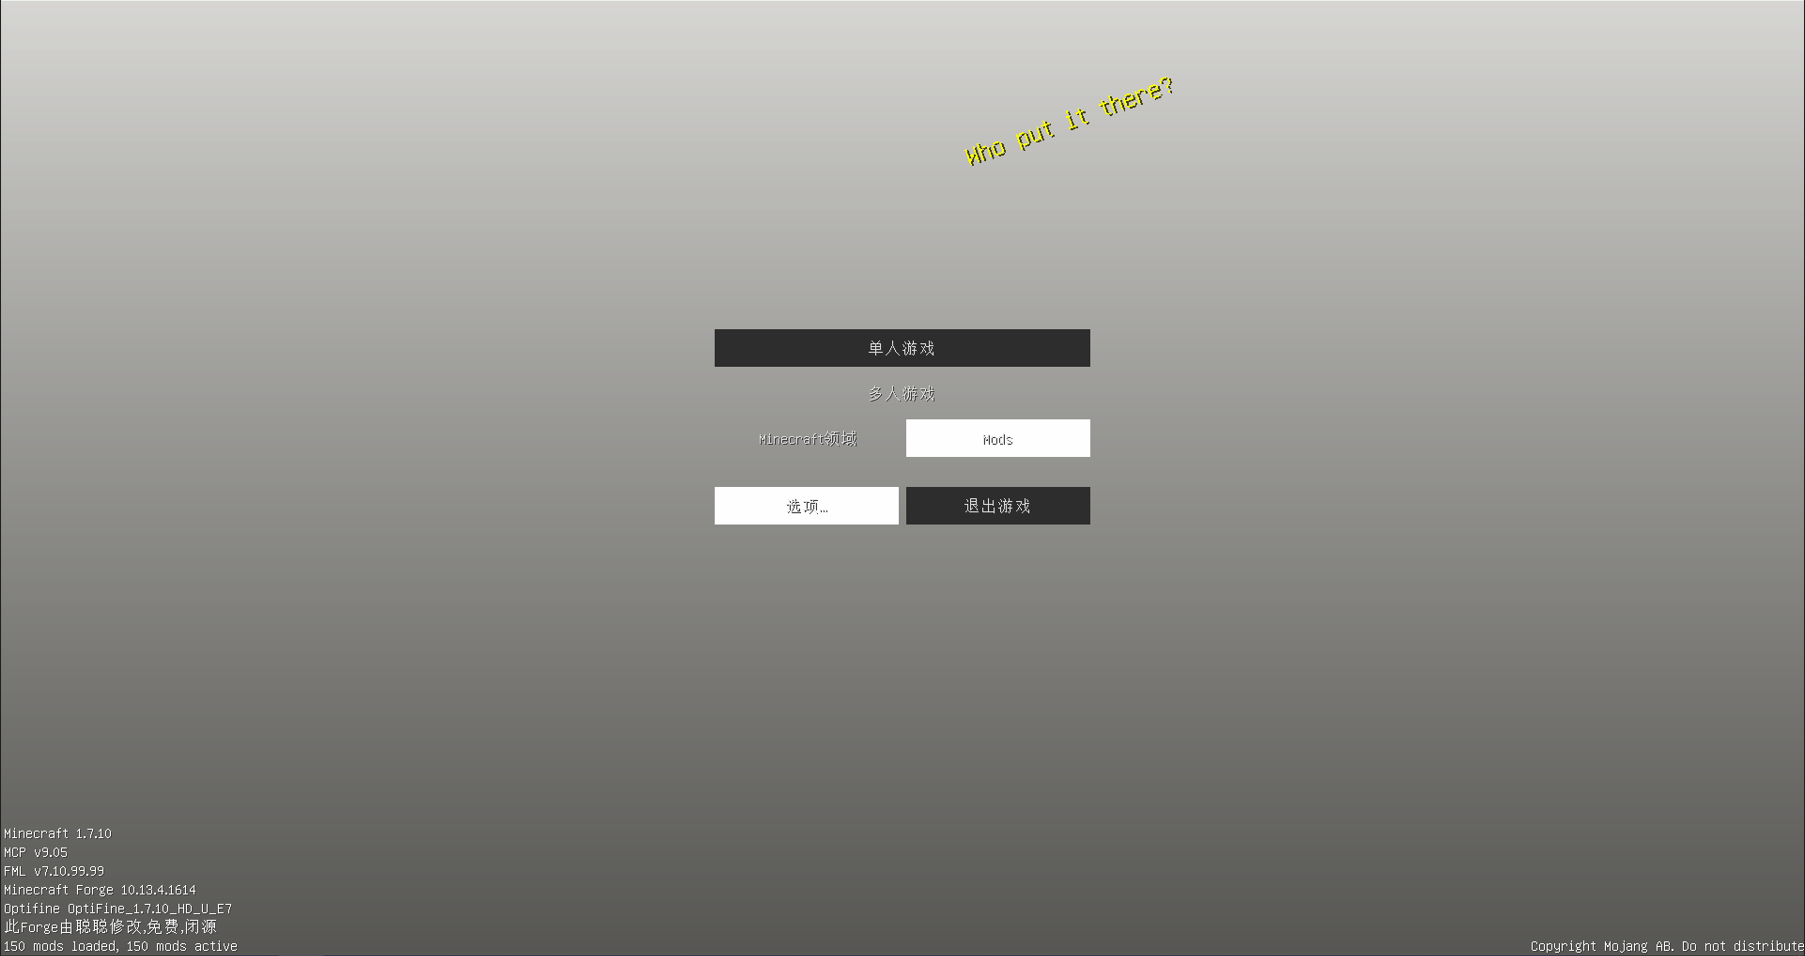 Who put it there?
单人游戏
多人游戏
Minecraft领域
Mods
选项...
退出游戏
Minecraft 1.7.10
MCP v9.05
FML v7.10.99.99
Minecraft Forge 10.13.4.1614
Optifine OptiFine_1.7.10_HD_U_E7
此Forge由聪聪修改,免费,闭源
150 mods loaded, 150 mods active
Copyright Mojang AB. Do not distribute